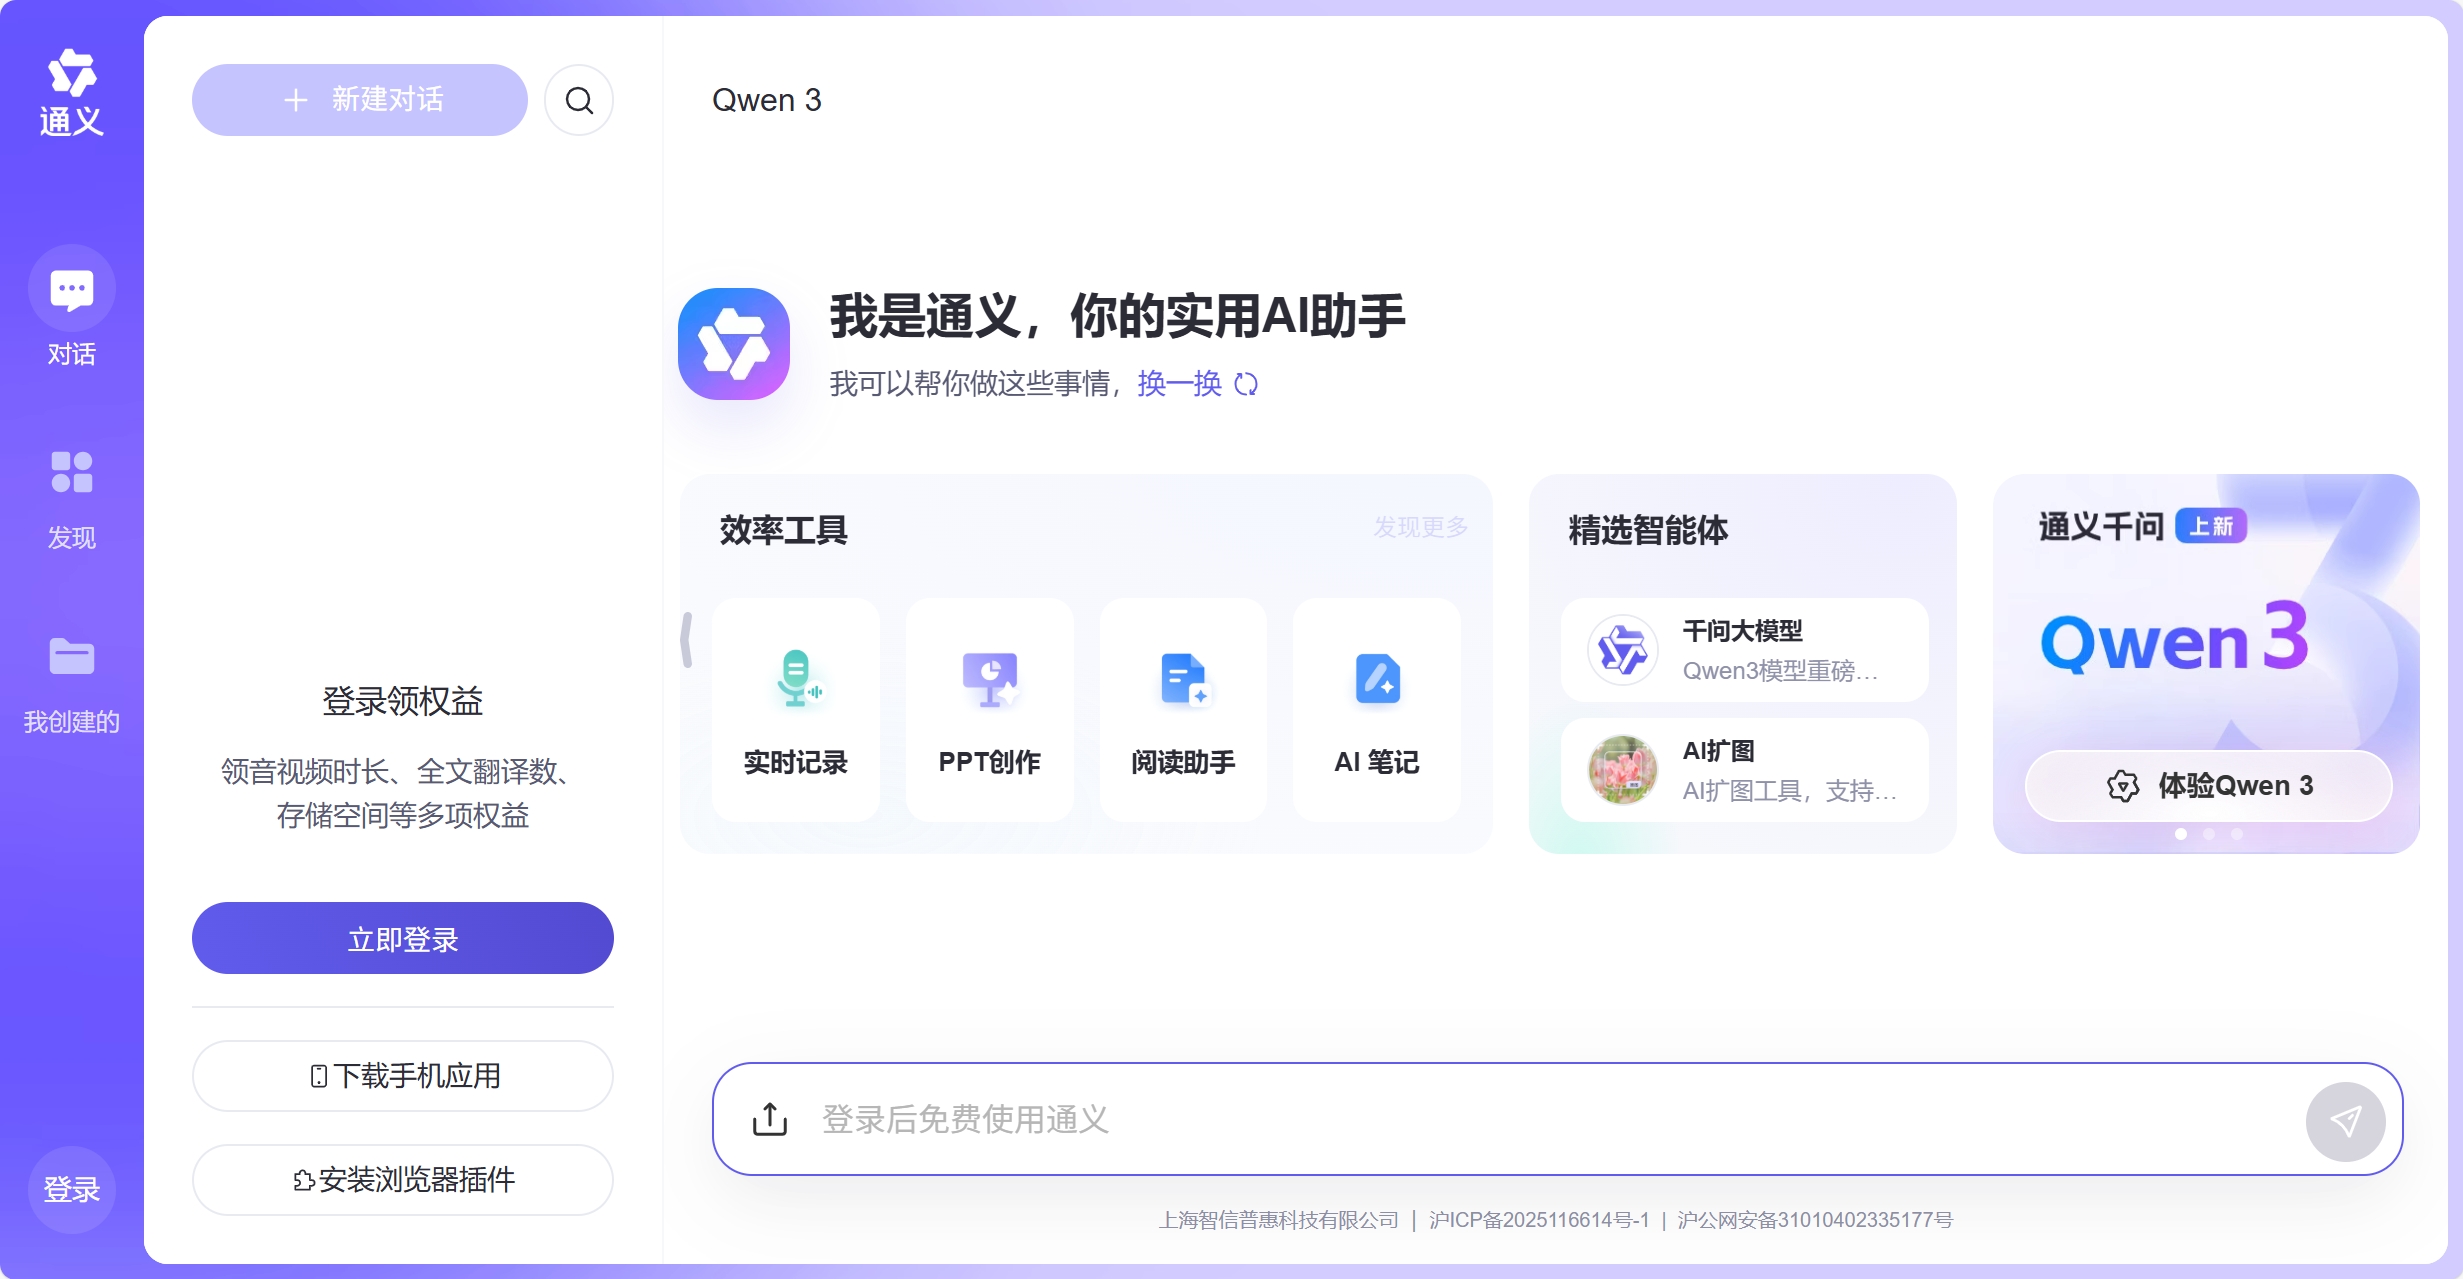 通义
对话
发现
我创建的
登录
新建对话
登录领权益
领音视频时长、全文翻译数、
存储空间等多项权益
立即登录
下载手机应用
安装浏览器插件
Qwen 3
我是通义，你的实用AI助手
我可以帮你做这些事情，换一换
效率工具
发现更多
实时记录
PPT创作
阅读助手
AI 笔记
精选智能体
千问大模型
Qwen3模型重磅...
AI扩图
AI扩图工具，支持...
通义千问 上新
Qwen3
体验Qwen 3
登录后免费使用通义
上海智信普惠科技有限公司 | 沪ICP备2025116614号-1 | 沪公网安备31010402335177号